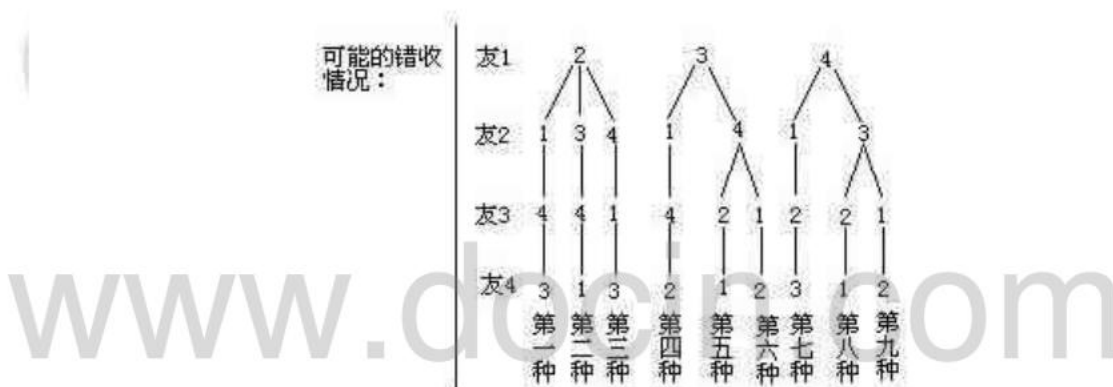 可能的错收
情况：
友1 2 3 4
友2 1 3 4 1 4 1 3
友3 4 4 1 4 2 1 2 2 1
友4 3 1 3 2 1 2 3 1 2
第一种 第二种 第三种 第四种 第五种 第六种 第七种 第八种 第九种
www.docin.com